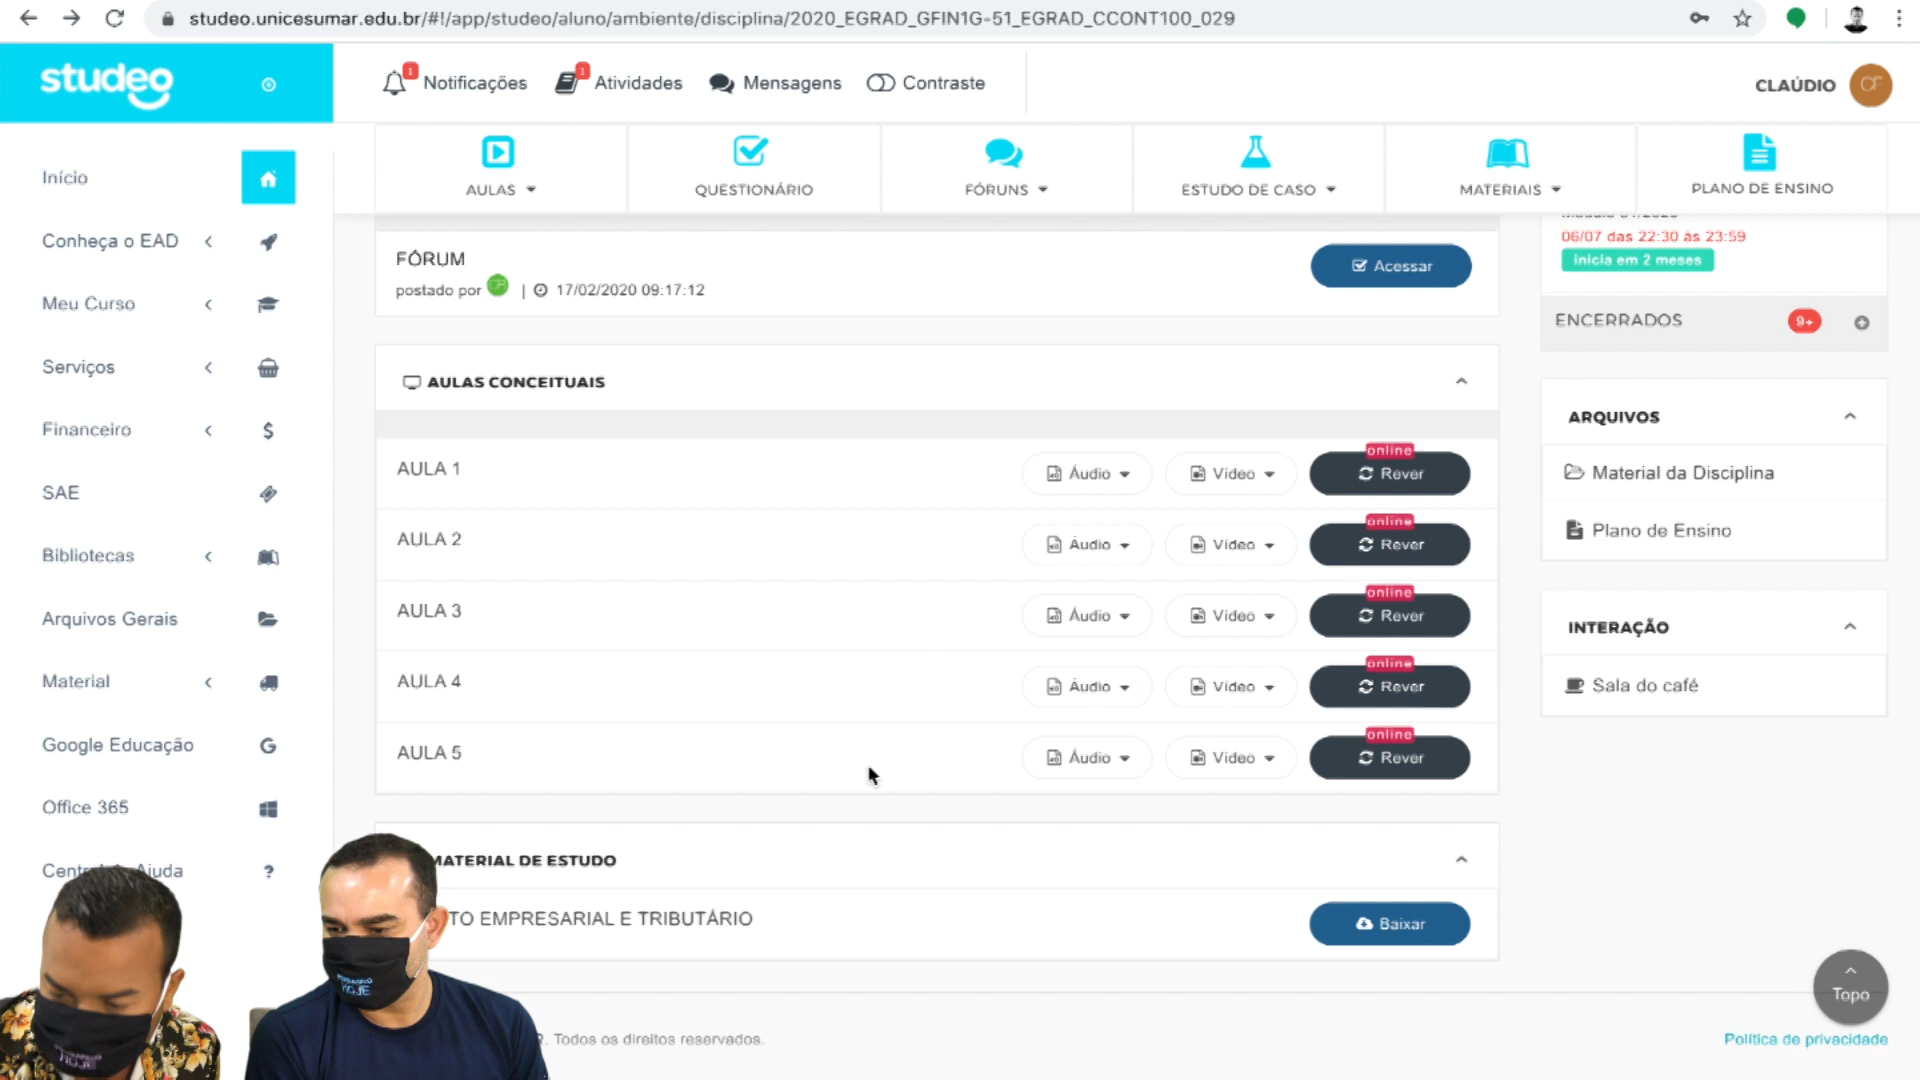 studeo.unicesumar.edu.br/#!/app/studeo/aluno/ambiente/disciplina/2020_EGRAD_GFIN1G-51_EGRAD_CCONT100_029
studeo
1 Notificações 1 Atividades Mensagens Contraste
CLAÚDIO CF
AULAS QUESTIONÁRIO FÓRUNS ESTUDO DE CASO MATERIAIS PLANO DE ENSINO
Início
Conheça o EAD
Meu Curso
Serviços
Financeiro $
SAE
Bibliotecas
Arquivos Gerais
Material
Google Educação G
Office 365
Ajuda ?
FÓRUM
postado por | 17/02/2020 09:17:12
Acessar
AULAS CONCEITUAIS
AULA 1 Áudio Vídeo online Rever
AULA 2 Áudio Vídeo online Rever
AULA 3 Áudio Vídeo online Rever
AULA 4 Áudio Vídeo online Rever
AULA 5 Áudio Vídeo online Rever
MATERIAL DE ESTUDO
TO EMPRESARIAL E TRIBUTÁRIO
Baixar
06/07 das 22:30 às 23:59
Inicia em 2 meses
ENCERRADOS 9+
ARQUIVOS
Material da Disciplina
Plano de Ensino
INTERAÇÃO
Sala do café
Topo
HOJE
R. Todos os direitos reservados.
Política de privacidade